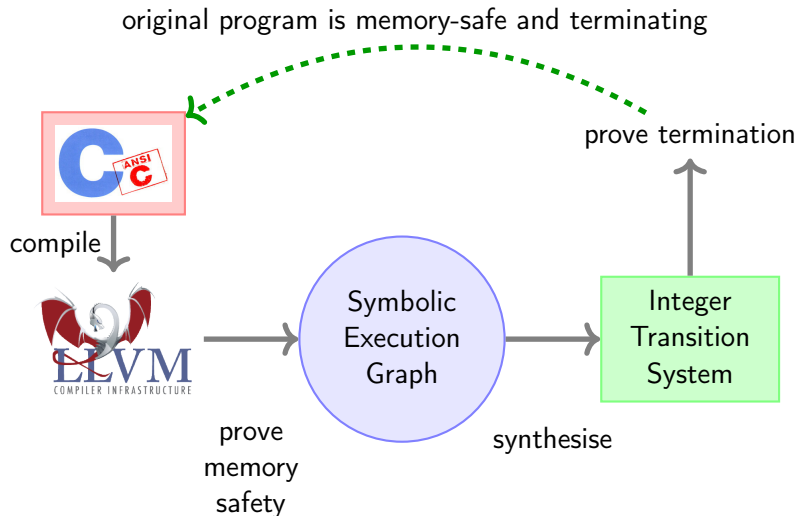 original program is memory-safe and terminating
prove termination
C
ANSI
C
compile
LLVM
COMPILER INFRASTRUCTURE
Symbolic
Execution
Graph
Integer
Transition
System
prove
memory
safety
synthesise